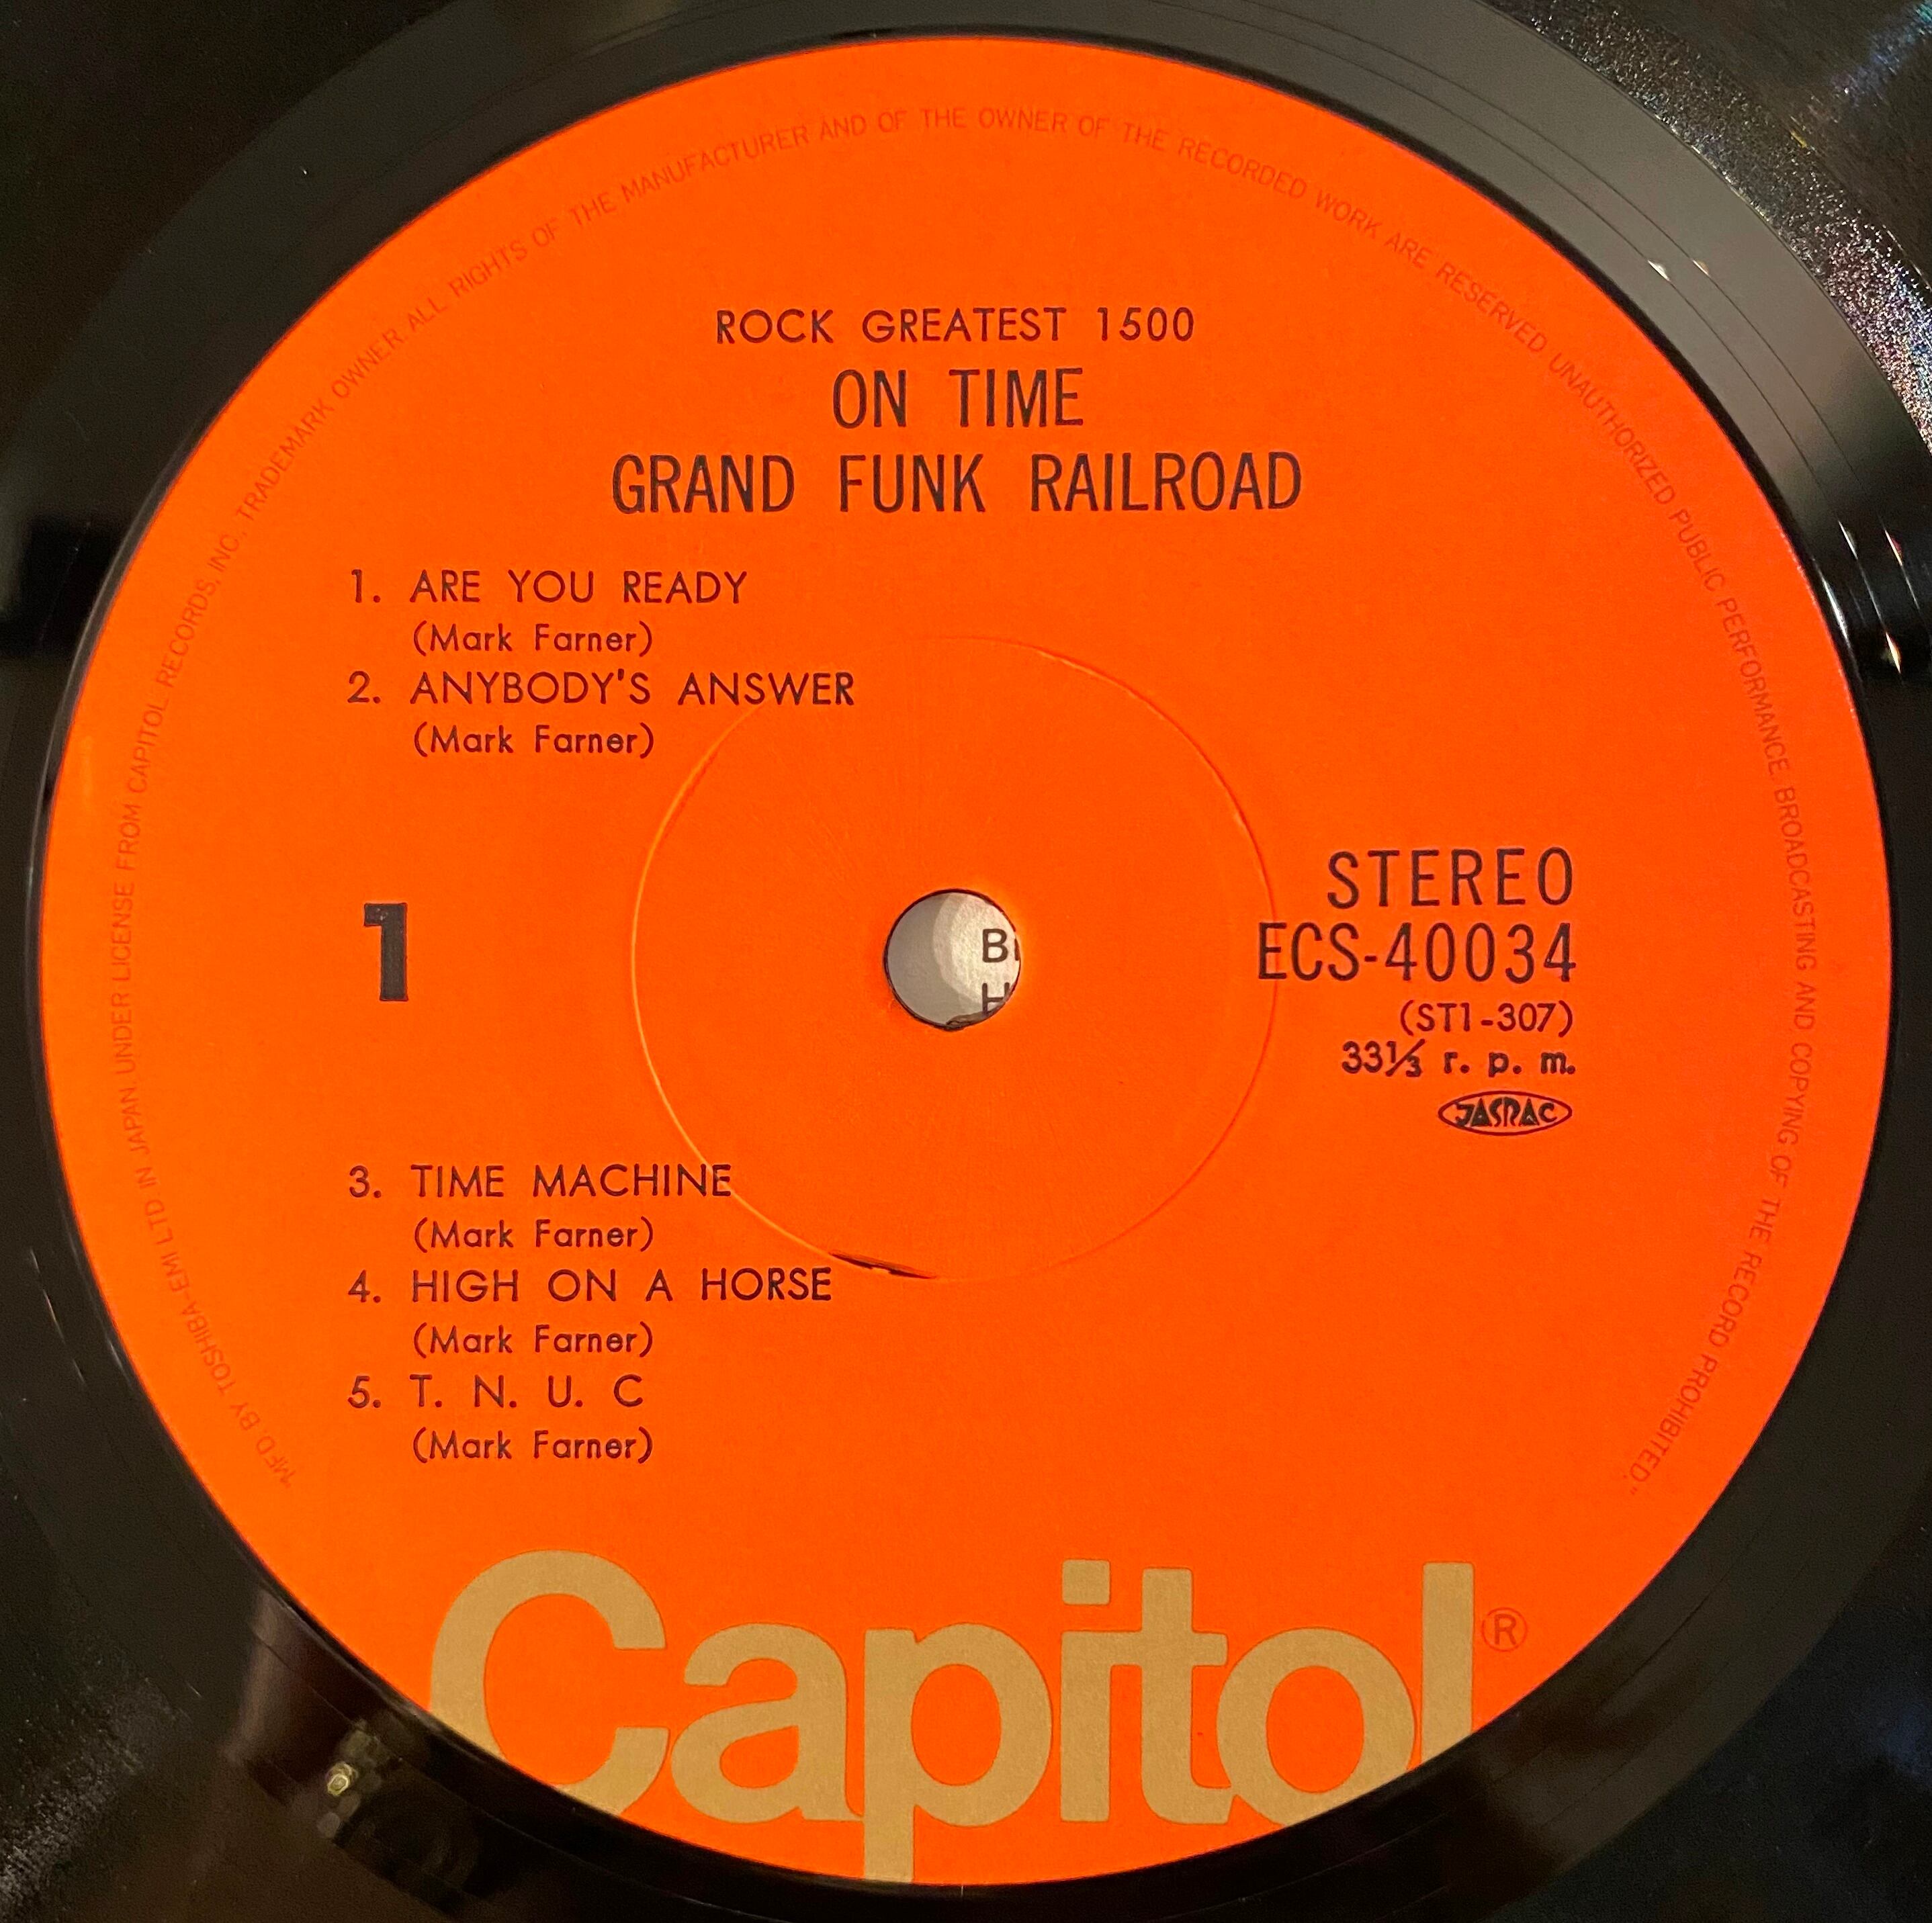 "MFD. BY TOSHIBA-EMI LTD IN JAPAN UNDER LICENSE FROM CAPITOL RECORDS, INC., TRADEMARK OWNER. ALL RIGHTS OF THE MANUFACTURER AND OF THE OWNER OF THE RECORDED WORK ARE RESERVED UNAUTHORIZED PUBLIC PERFORMANCE. BROADCASTING AND COPYING OF THE RECORD PROHIBITED."
ROCK GREATEST 1500
ON TIME
GRAND FUNK RAILROAD
1. ARE YOU READY
(Mark Farner)
2. ANYBODY'S ANSWER
(Mark Farner)
1
STEREO
ECS-40034
(ST1-307)
33⅓ r. p. m.
JASRAC
3. TIME MACHINE
(Mark Farner)
4. HIGH ON A HORSE
(Mark Farner)
5. T. N. U. C
(Mark Farner)
Capitol®